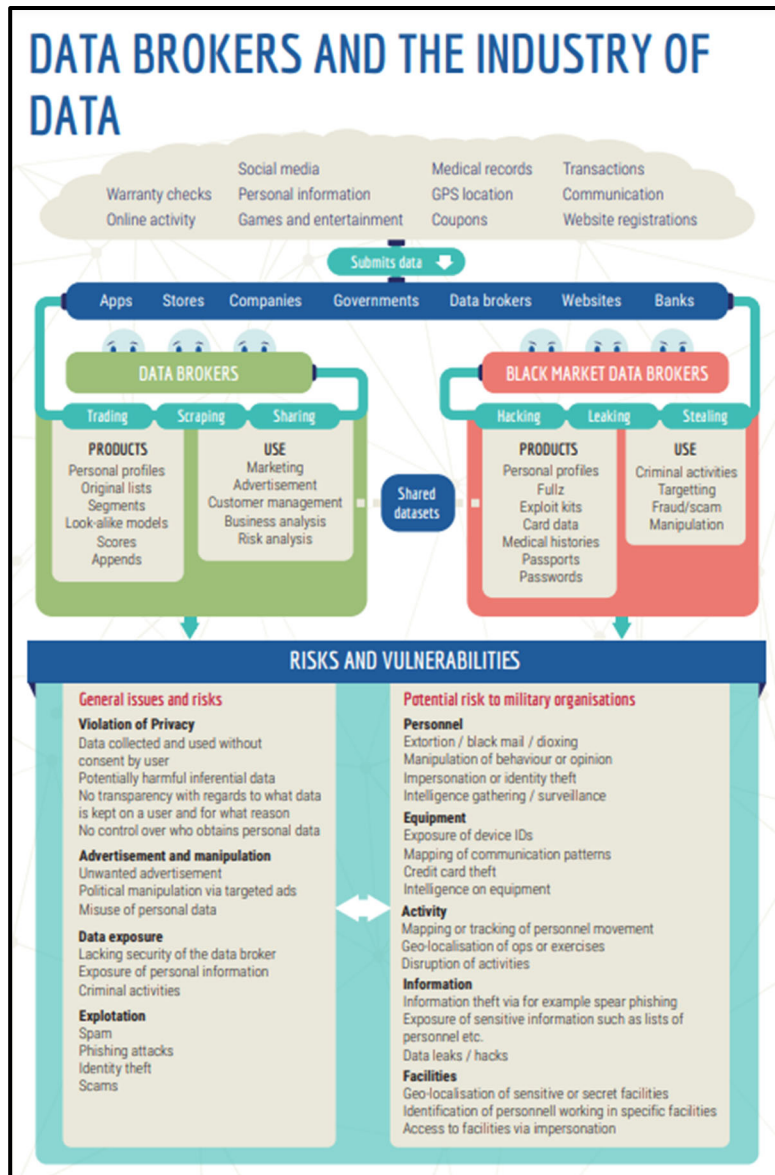 DATA BROKERS AND THE INDUSTRY OF
DATA
Social media
Medical records
Transactions
Warranty checks
Personal information
GPS location
Communication
Online activity
Games and entertainment
Coupons
Website registrations
Submits data
Apps
Stores
Companies
Governments
Data brokers
Websites
Banks
DATA BROKERS
Trading
Scraping
Sharing
PRODUCTS
Personal profiles
Original lists
Segments
Look-alike models
Scores
Appends
USE
Marketing
Advertisement
Customer management
Business analysis
Risk analysis
Shared
datasets
BLACK MARKET DATA BROKERS
Hacking
Leaking
Stealing
PRODUCTS
Personal profiles
Fullz
Exploit kits
Card data
Medical histories
Passports
Passwords
USE
Criminal activities
Targetting
Fraud/scam
Manipulation
RISKS AND VULNERABILITIES
General issues and risks
Violation of Privacy
Data collected and used without
consent by user
Potentially harmful inferential data
No transparency with regards to what data
is kept on a user and for what reason
No control over who obtains personal data
Advertisement and manipulation
Unwanted advertisement
Political manipulation via targeted ads
Misuse of personal data
Data exposure
Lacking security of the data broker
Exposure of personal information
Criminal activities
Explotation
Spam
Phishing attacks
Identity theft
Scams
Potential risk to military organisations
Personnel
Extortion / black mail / dioxing
Manipulation of behaviour or opinion
Impersonation or identity theft
Intelligence gathering / surveillance
Equipment
Exposure of device IDs
Mapping of communication patterns
Credit card theft
Intelligence on equipment
Activity
Mapping or tracking of personnel movement
Geo-localisation of ops or exercises
Disruption of activities
Information
Information theft via for example spear phishing
Exposure of sensitive information such as lists of
personnel etc.
Data leaks / hacks
Facilities
Geo-localisation of sensitive or secret facilities
Identification of personnell working in specific facilities
Access to facilities via impersonation